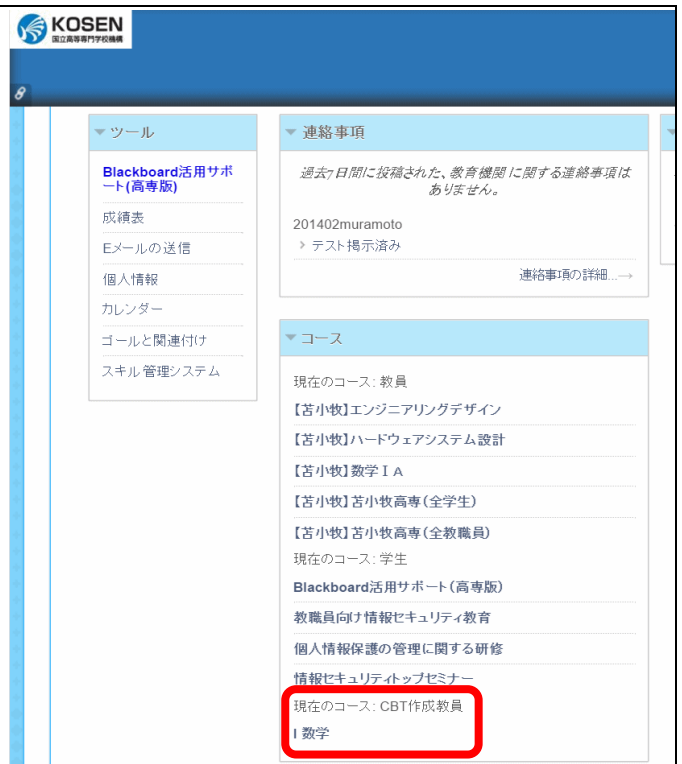 KOSEN
国立高等専門学校機構
ツール
Blackboard活用サポ
ート(高専版)
成績表
Eメールの送信
個人情報
カレンダー
ゴールと関連付け
スキル管理システム
連絡事項
過去7日間に投稿された、教育機関に関する連絡事項は
ありません。
201402muramoto
テスト掲示済み
連絡事項の詳細...→
コース
現在のコース: 教員
【苫小牧】エンジニアリングデザイン
【苫小牧】ハードウェアシステム設計
【苫小牧】数学ⅠA
【苫小牧】苫小牧高専(全学生)
【苫小牧】苫小牧高専(全教職員)
現在のコース: 学生
Blackboard活用サポート(高専版)
教職員向け情報セキュリティ教育
個人情報保護の管理に関する研修
情報セキュリティトップセミナー
現在のコース: CBT作成教員
I 数学